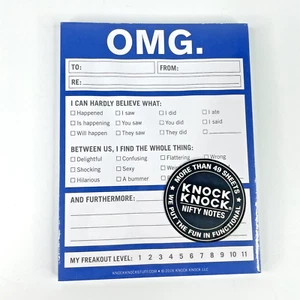 OMG.
TO: FROM:
RE:
I CAN HARDLY BELIEVE WHAT:
Happened I saw I did I ate
Is happening You saw You did I said
Will happen They saw They did
BETWEEN US, I FIND THE WHOLE THING:
Delightful Confusing Flattering Wrong
Shocking Sexy
Hilarious A bummer
MORE THAN 49 SHEETS
KNOCK
KNOCK
NIFTY NOTES
WE PUT THE FUN IN FUNCTIONAL
AND FURTHERMORE:
MY FREAKOUT LEVEL: 1 2 3 4 5 6 7 8 9 10 11